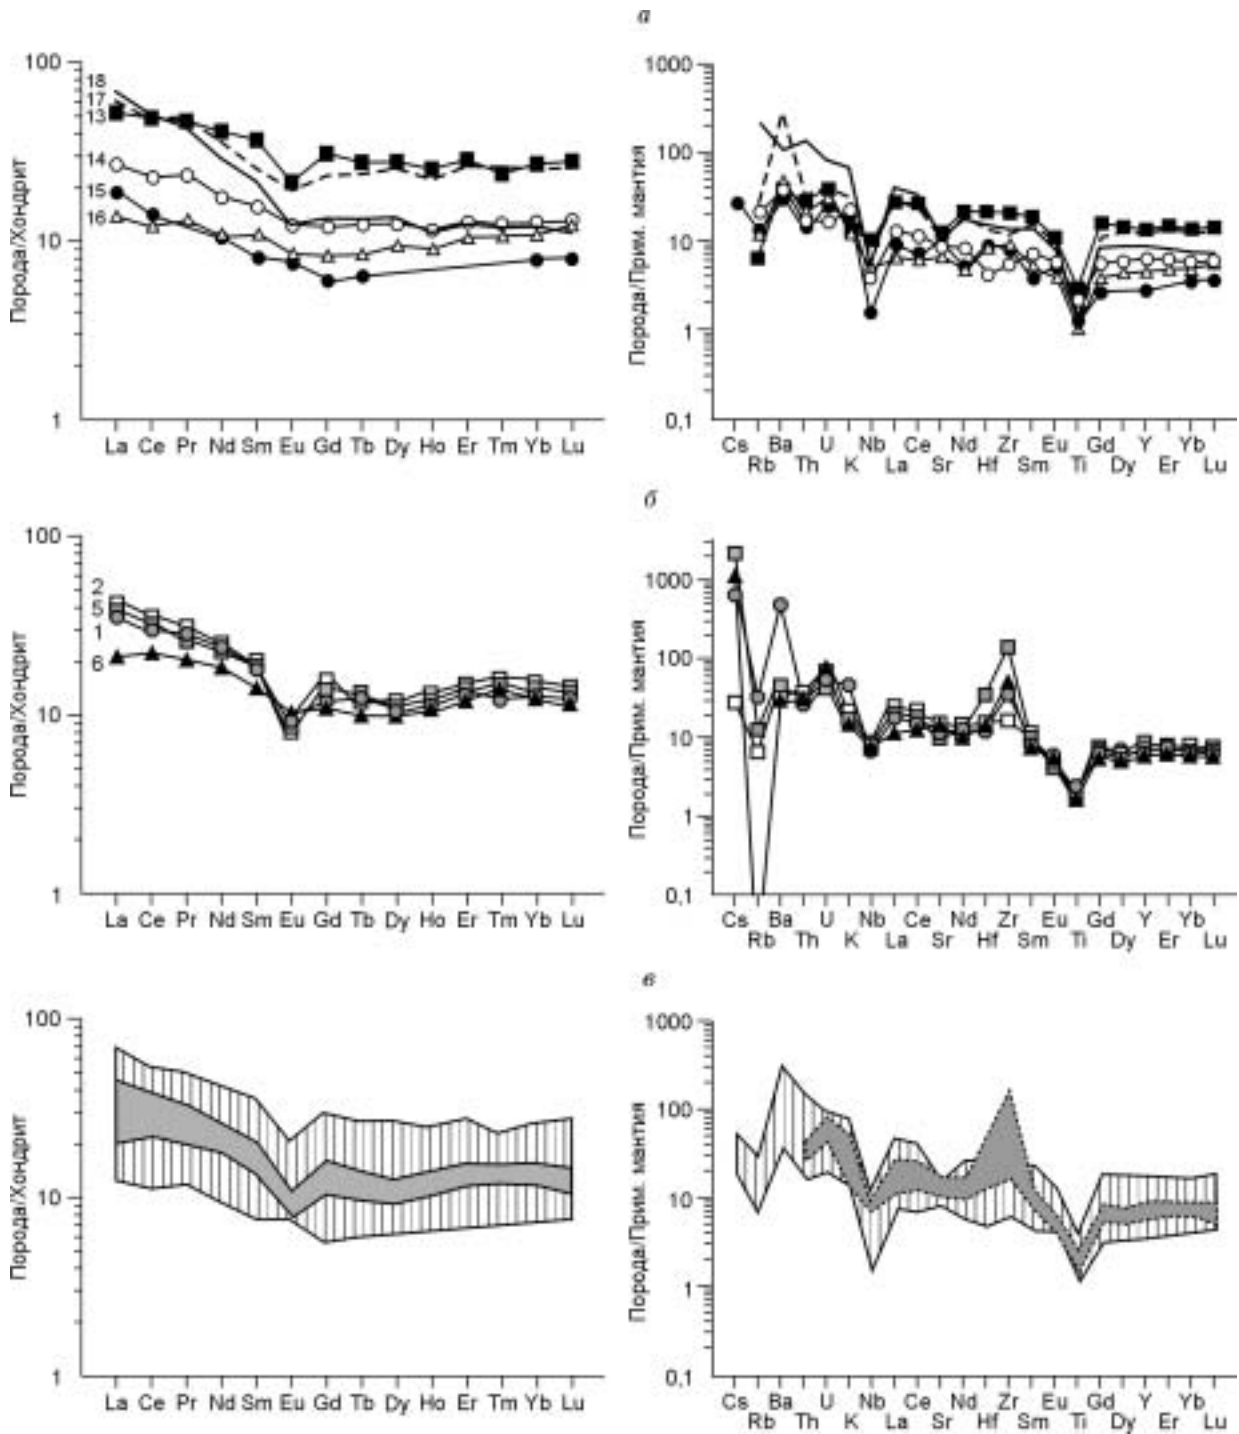 а
100
10
1
Порода/Хондрит
18
17
13
14
15
16
La Ce Pr Nd Sm Eu Gd Tb Dy Ho Er Tm Yb Lu
1000
100
10
1
0,1
Порода/Прим. мантия
Cs Ba U Nb Ce Nd Zr Eu Gd Y Yb
Rb Th K La Sr Hf Sm Ti Dy Er Lu
б
100
10
1
Порода/Хондрит
2
5
1
6
La Ce Pr Nd Sm Eu Gd Tb Dy Ho Er Tm Yb Lu
1000
100
10
1
0,1
Порода/Прим. мантия
Cs Ba U Nb Ce Nd Zr Eu Gd Y Yb
Rb Th K La Sr Hf Sm Ti Dy Er Lu
в
100
10
1
Порода/Хондрит
La Ce Pr Nd Sm Eu Gd Tb Dy Ho Er Tm Yb Lu
1000
100
10
1
0,1
Порода/Прим. мантия
Cs Ba U Nb Ce Nd Zr Eu Gd Y Yb
Rb Th K La Sr Hf Sm Ti Dy Er Lu